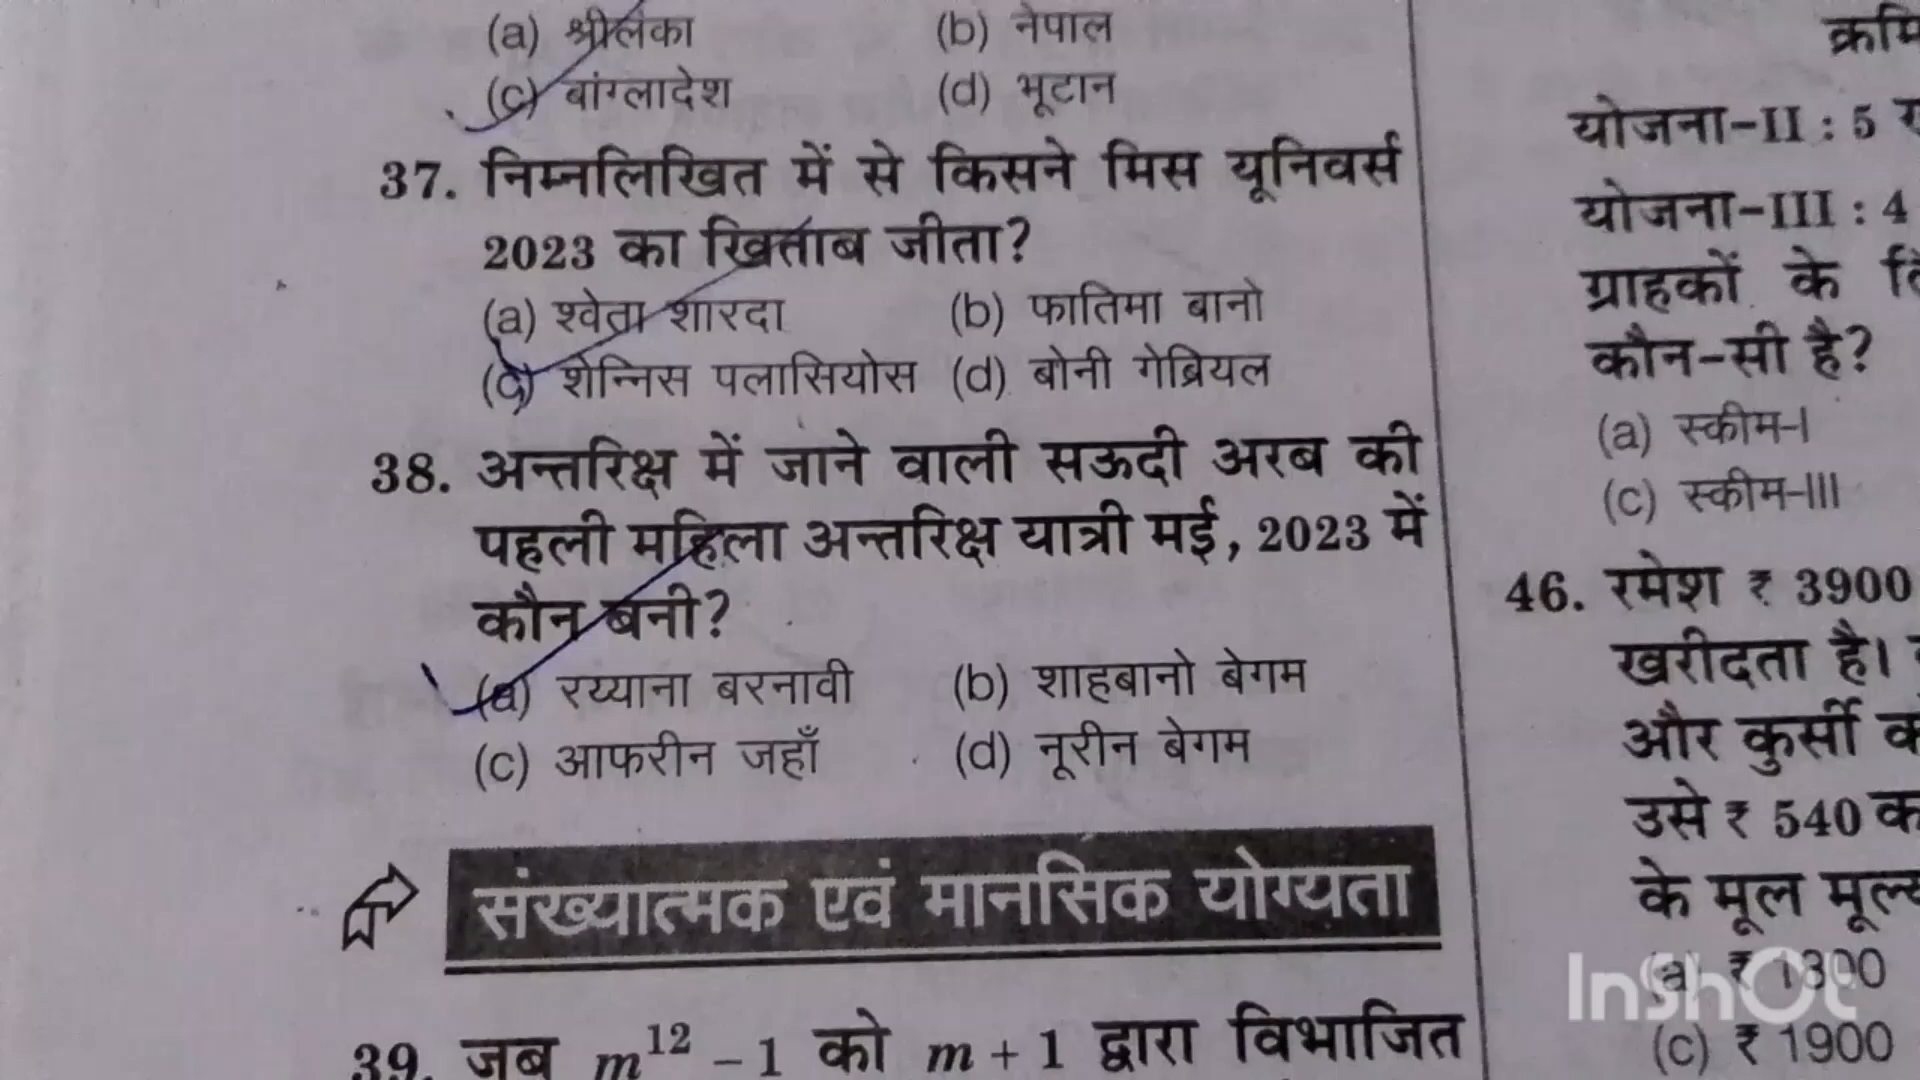 (a) श्रीलंका (b) नेपाल
(c) बांग्लादेश (d) भूटान
37. निम्नलिखित में से किसने मिस यूनिवर्स
2023 का खिताब जीता?
(a) श्वेता शारदा (b) फातिमा बानो
(c) शेन्निस पलासियोस (d) बोनी गेब्रियल
38. अन्तरिक्ष में जाने वाली सऊदी अरब की
पहली महिला अन्तरिक्ष यात्री मई, 2023 में
कौन बनी?
(a) रय्याना बरनावी (b) शाहबानो बेगम
(c) आफरीन जहाँ (d) नूरीन बेगम
संख्यात्मक एवं मानसिक योग्यता
39. जब m¹² – 1 को m + 1 द्वारा विभाजित
योजना-II : 5
योजना-III : 4
ग्राहकों के
कौन-सी है?
(a) स्कीम-I
(c) स्कीम-III
46. रमेश ₹ 3900
खरीदता है।
और कुर्सी
उसे ₹ 540
के मूल
(a) ₹ 1300
(c) ₹ 1900
InShOt